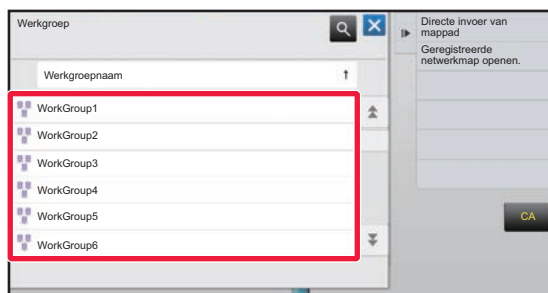 Werkgroep
Werkgroepnaam
WorkGroup1
WorkGroup2
WorkGroup3
WorkGroup4
WorkGroup5
WorkGroup6
Directe invoer van
mappad
Geregistreerde
netwerkmap openen.
CA